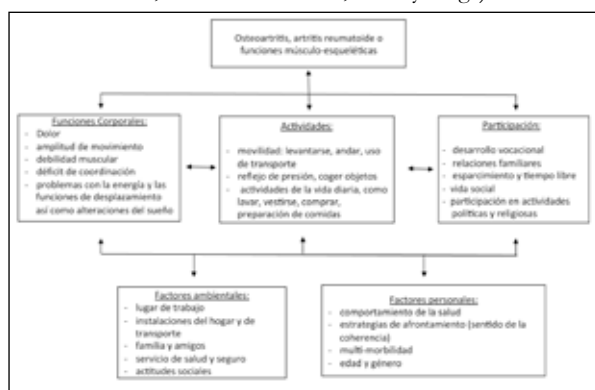 Osteoartritis, artritis reumatoide o
funciones músculo-esqueléticas
Funciones Corporales:
- Dolor
- amplitud de movimiento
- debilidad muscular
- déficit de coordinación
- problemas con la energía y las
funciones de desplazamiento
así como alteraciones del sueño
Actividades:
- movilidad: levantarse, andar, uso
de transporte
- reflejo de presión, coger objetos
- actividades de la vida diaria, como
lavar, vestirse, comprar,
preparación de comidas
Participación:
- desarrollo vocacional
- relaciones familiares
- esparcimiento y tiempo libre
- vida social
- participación en actividades
políticas y religiosas
Factores ambientales:
- lugar de trabajo
- instalaciones del hogar y de
transporte
- familia y amigos
- servicio de salud y seguro
- actitudes sociales
Factores personales:
- comportamiento de la salud
- estrategias de afrontamiento (sentido de la
coherencia)
- multi-morbilidad
- edad y género